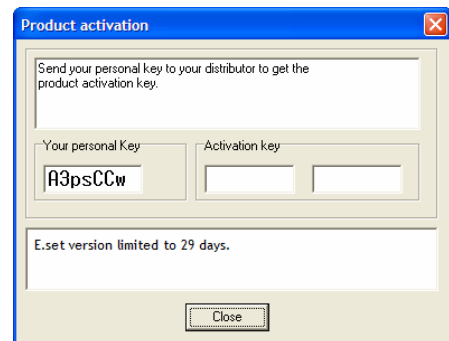 Product activation
Send your personal key to your distributor to get the
product activation key.
Your personal Key
Activation key
A3psCCw
E.set version limited to 29 days.
Close